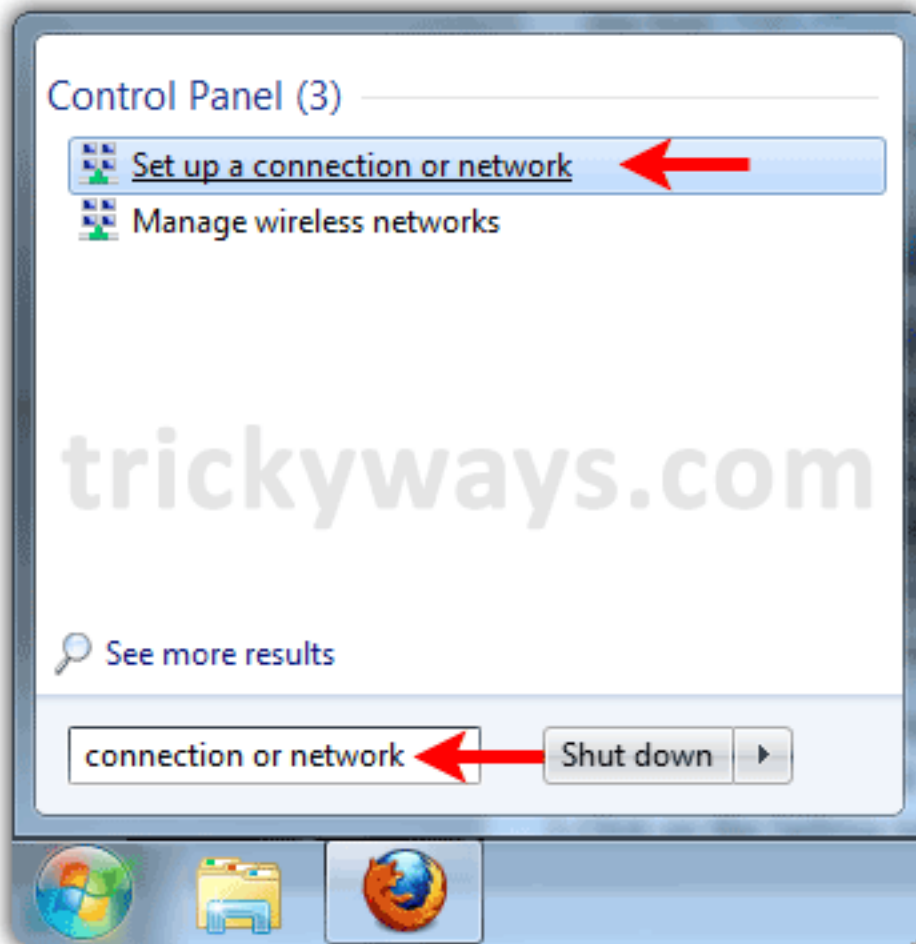 Control Panel (3)
Set up a connection or network
Manage wireless networks
trickyways.com
See more results
connection or network
Shut down